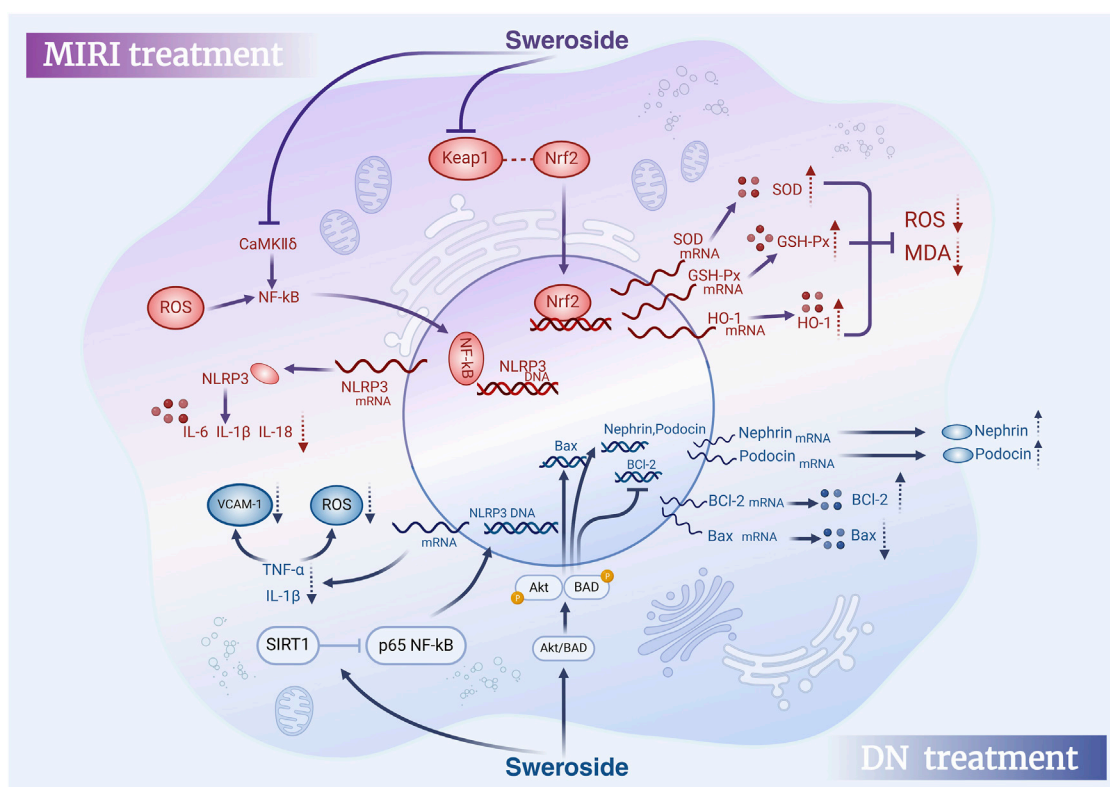 MIRI treatment
Sweroside
Keap1
Nrf2
CaMKⅡδ
ROS
NF-kB
Nrf2
NF-kB
NLRP3
DNA
NLRP3
mRNA
NLRP3
IL-6 IL-1β IL-18
SOD
mRNA
GSH-Px
mRNA
HO-1
mRNA
SOD
GSH-Px
HO-1
ROS
MDA
VCAM-1
ROS
TNF-α
IL-1β
mRNA
NLRP3 DNA
Bax
Nephrin,Podocin
BCl-2
Nephrin mRNA
Podocin mRNA
BCl-2 mRNA
Bax mRNA
Nephrin
Podocin
BCl-2
Bax
Akt
BAD
P
P
Akt/BAD
SIRT1
p65 NF-kB
Sweroside
DN treatment